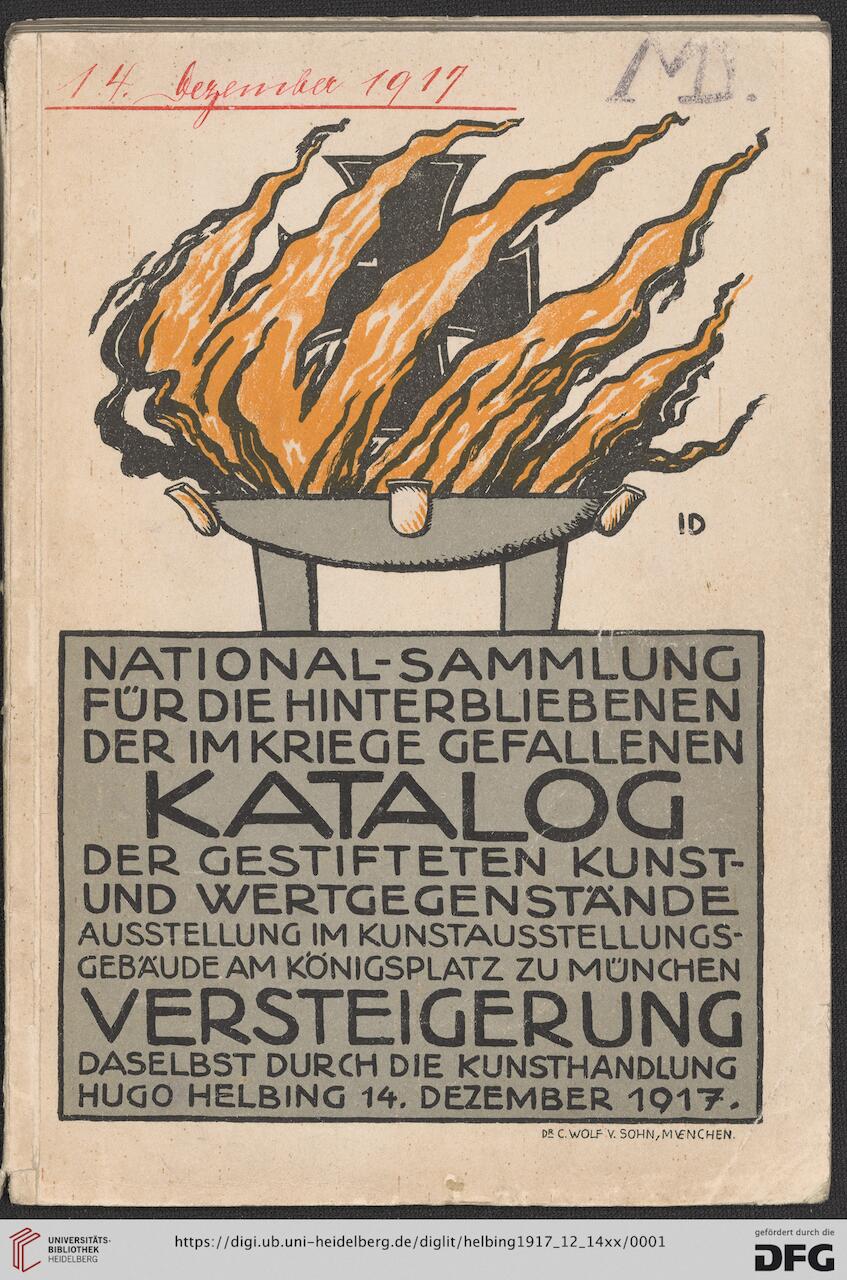 14. Dezember 1917
MD.
ID
NATIONAL-SAMMLUNG
FÜR DIE HINTERBLIEBENEN
DER IM KRIEGE GEFALLENEN
KATALOG
DER GESTIFTETEN KUNST-
UND WERTGEGENSTÄNDE
AUSSTELLUNG IM KUNSTAUSSTELLUNGS-
GEBÄUDE AM KÖNIGSPLATZ ZU MÜNCHEN
VERSTEIGERUNG
DASELBST DURCH DIE KUNSTHANDLUNG
HUGO HELBING 14. DEZEMBER 1917.
DR C. WOLF V. SOHN, MVENCHEN.
UNIVERSITÄTS-
BIBLIOTHEK
HEIDELBERG
https://digi.ub.uni-heidelberg.de/diglit/helbing1917_12_14xx/0001
gefördert durch die
DFG